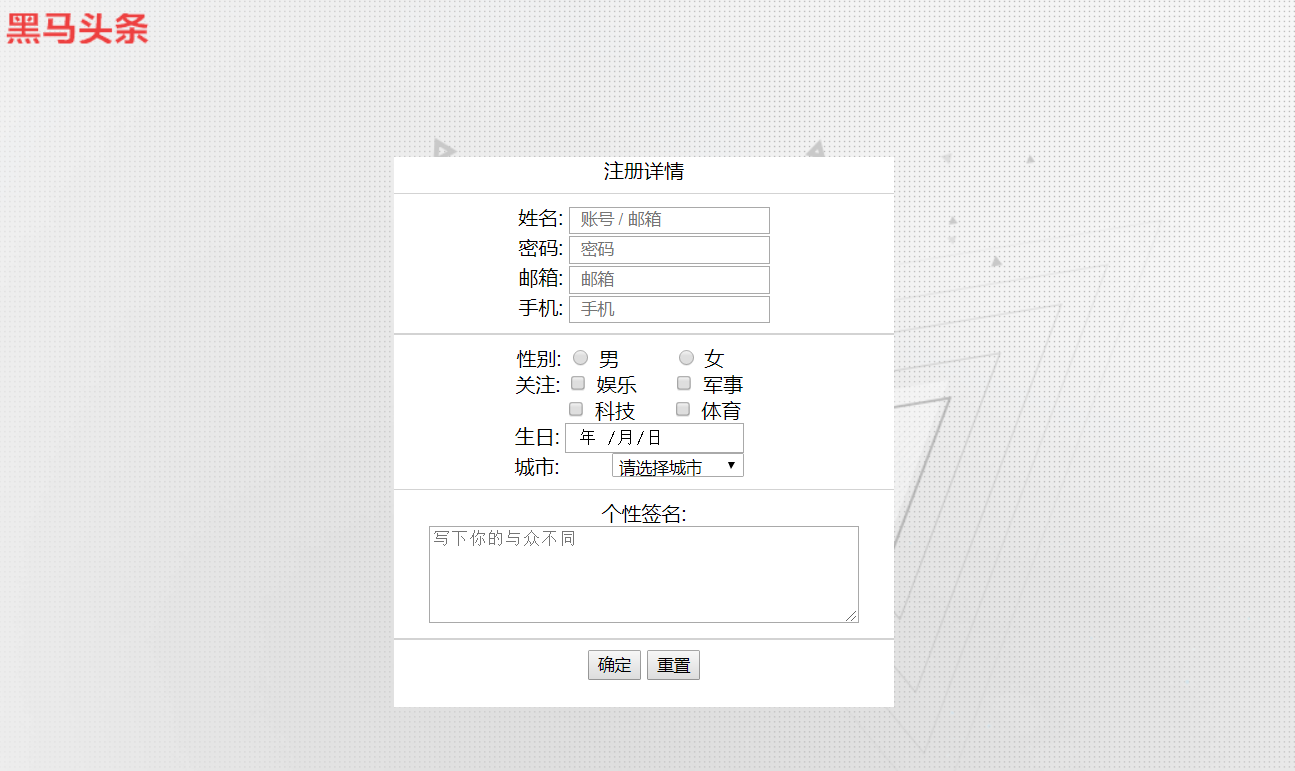 黑马头条
注册详情
姓名: 账号 / 邮箱
密码: 密码
邮箱: 邮箱
手机: 手机
性别: 男 女
关注: 娱乐 军事
科技 体育
生日: 年 /月/日
城市: 请选择城市
个性签名:
写下你的与众不同
确定 重置